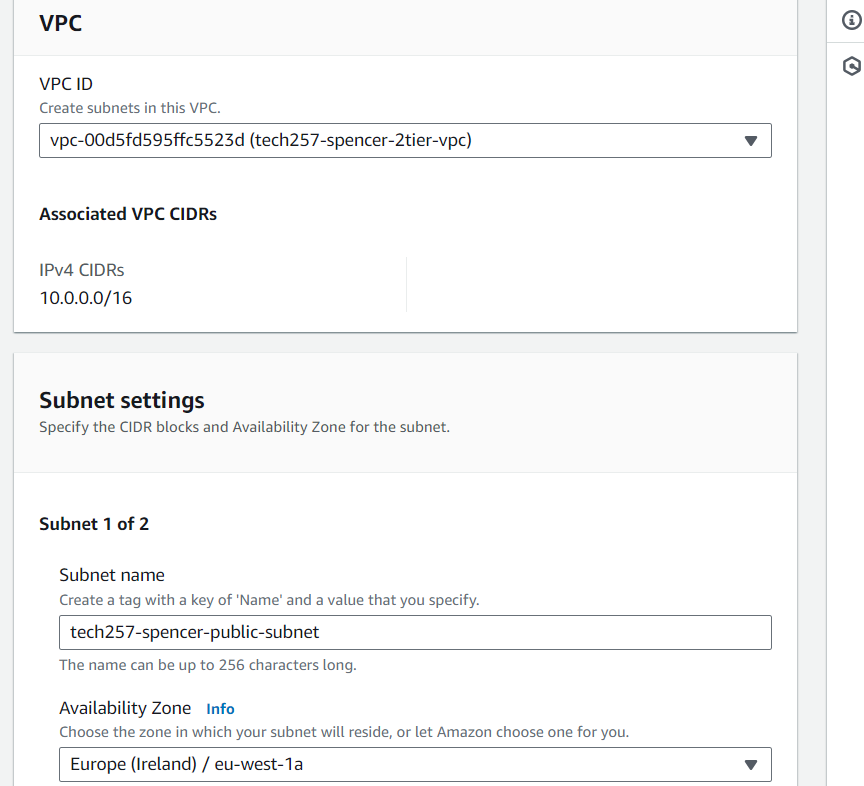 VPC
VPC ID
Create subnets in this VPC.
vpc-00d5fd595ffc5523d (tech257-spencer-2tier-vpc)
Associated VPC CIDRs
IPv4 CIDRs
10.0.0.0/16
Subnet settings
Specify the CIDR blocks and Availability Zone for the subnet.
Subnet 1 of 2
Subnet name
Create a tag with a key of 'Name' and a value that you specify.
tech257-spencer-public-subnet
The name can be up to 256 characters long.
Availability Zone Info
Choose the zone in which your subnet will reside, or let Amazon choose one for you.
Europe (Ireland) / eu-west-1a